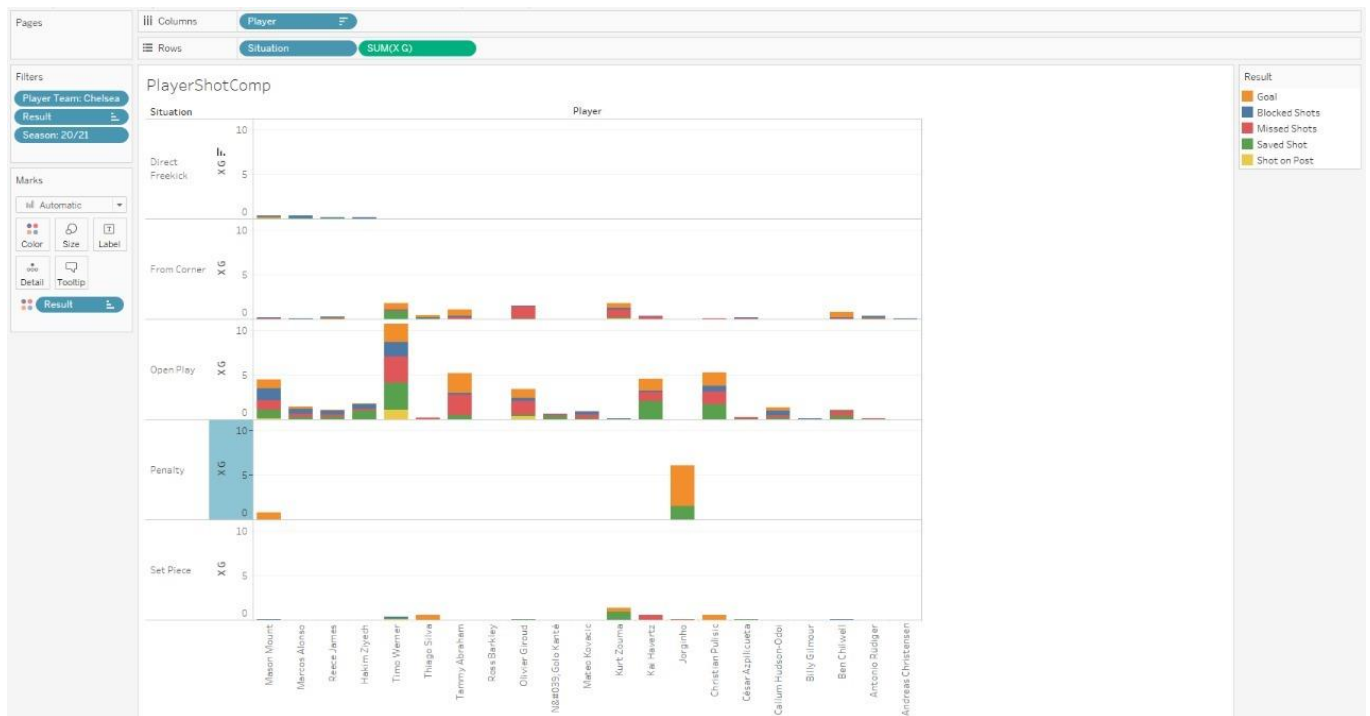 Pages
Columns
Player
Rows
Situation
SUM(X G)
Filters
Player Team: Chelsea
Result
Season: 20/21
Marks
Automatic
Color
Size
Label
Detail
Tooltip
Result
PlayerShotComp
Situation
Player
Direct
Freekick
X G
10
5
0
From Corner
X G
10
5
0
Open Play
X G
10
5
0
Penalty
X G
10
5
0
Set Piece
X G
10
5
0
Mason Mount
Marcos Alonso
Reece James
Hakim Ziyech
Timo Werner
Thiago Silva
Tammy Abraham
Ross Barkley
Olivier Giroud
N&#039;Golo Kanté
Mateo Kovacic
Kurt Zouma
Kai Havertz
Jorginho
Christian Pulisic
César Azpilicueta
Callum Hudson-Odoi
Billy Gilmour
Ben Chilwell
Antonio Rüdiger
Andreas Christensen
Result
Goal
Blocked Shots
Missed Shots
Saved Shot
Shot on Post